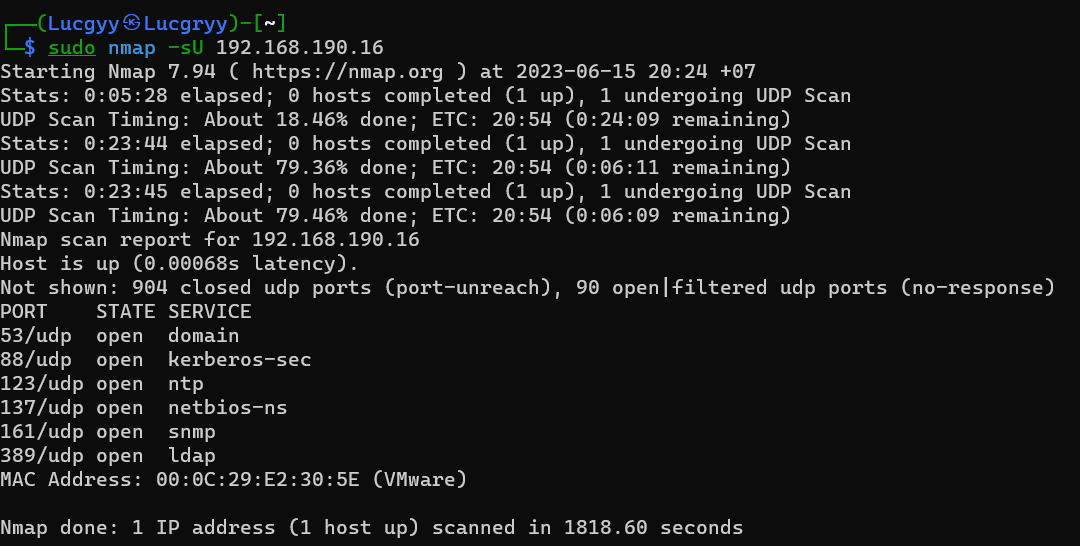 ┌──(Lucgyy㉿Lucgryy)-[~]
└─$ sudo nmap -sU 192.168.190.16
Starting Nmap 7.94 ( https://nmap.org ) at 2023-06-15 20:24 +07
Stats: 0:05:28 elapsed; 0 hosts completed (1 up), 1 undergoing UDP Scan
UDP Scan Timing: About 18.46% done; ETC: 20:54 (0:24:09 remaining)
Stats: 0:23:44 elapsed; 0 hosts completed (1 up), 1 undergoing UDP Scan
UDP Scan Timing: About 79.36% done; ETC: 20:54 (0:06:11 remaining)
Stats: 0:23:45 elapsed; 0 hosts completed (1 up), 1 undergoing UDP Scan
UDP Scan Timing: About 79.46% done; ETC: 20:54 (0:06:09 remaining)
Nmap scan report for 192.168.190.16
Host is up (0.00068s latency).
Not shown: 904 closed udp ports (port-unreach), 90 open|filtered udp ports (no-response)
PORT    STATE SERVICE
53/udp  open  domain
88/udp  open  kerberos-sec
123/udp open  ntp
137/udp open  netbios-ns
161/udp open  snmp
389/udp open  ldap
MAC Address: 00:0C:29:E2:30:5E (VMware)
Nmap done: 1 IP address (1 host up) scanned in 1818.60 seconds